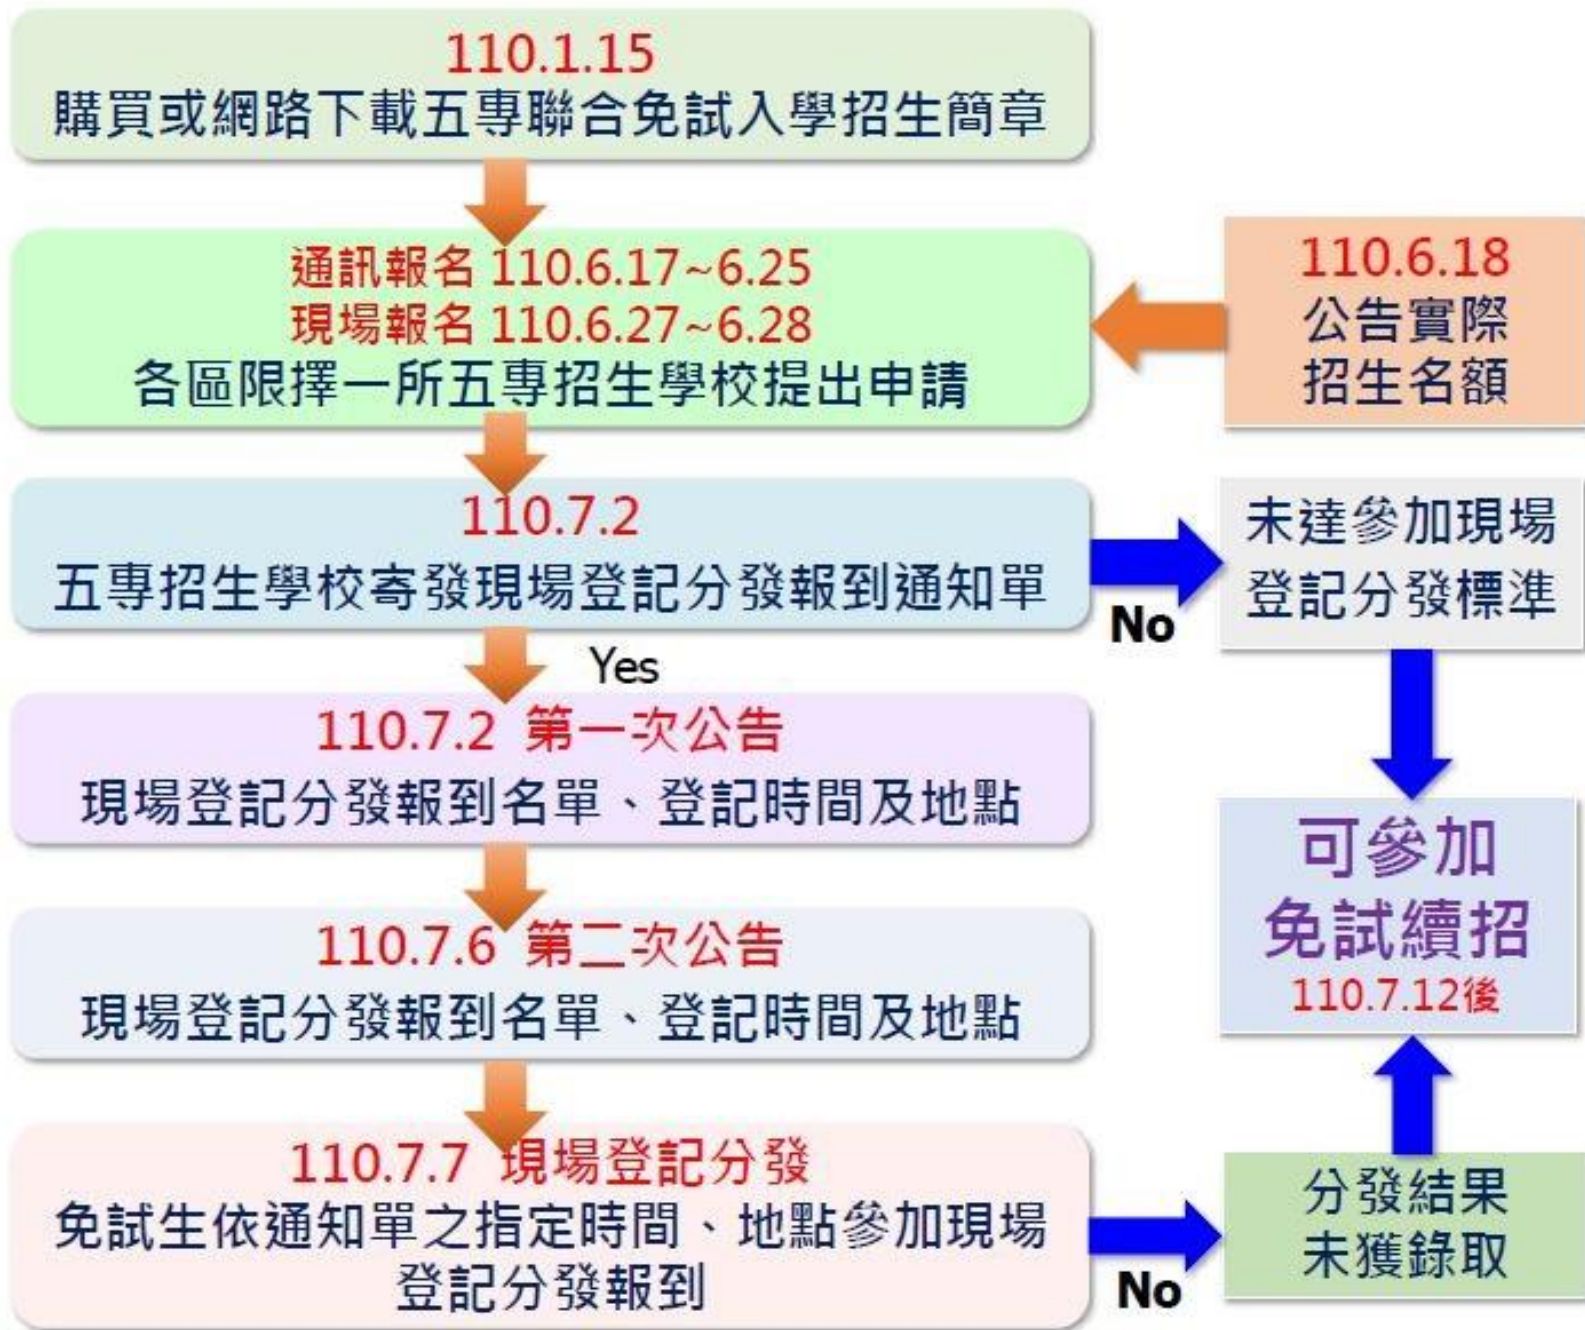 110.1.15
購買或網路下載五專聯合免試入學招生簡章
通訊報名 110.6.17~6.25
現場報名 110.6.27~6.28
各區限擇一所五專招生學校提出申請
110.6.18
公告實際
招生名額
110.7.2
五專招生學校寄發現場登記分發報到通知單
No
未達參加現場
登記分發標準
Yes
110.7.2 第一次公告
現場登記分發報到名單、登記時間及地點
110.7.6 第二次公告
現場登記分發報到名單、登記時間及地點
可參加
免試續招
110.7.12後
110.7.7 現場登記分發
免試生依通知單之指定時間、地點參加現場
登記分發報到
No
分發結果
未獲錄取